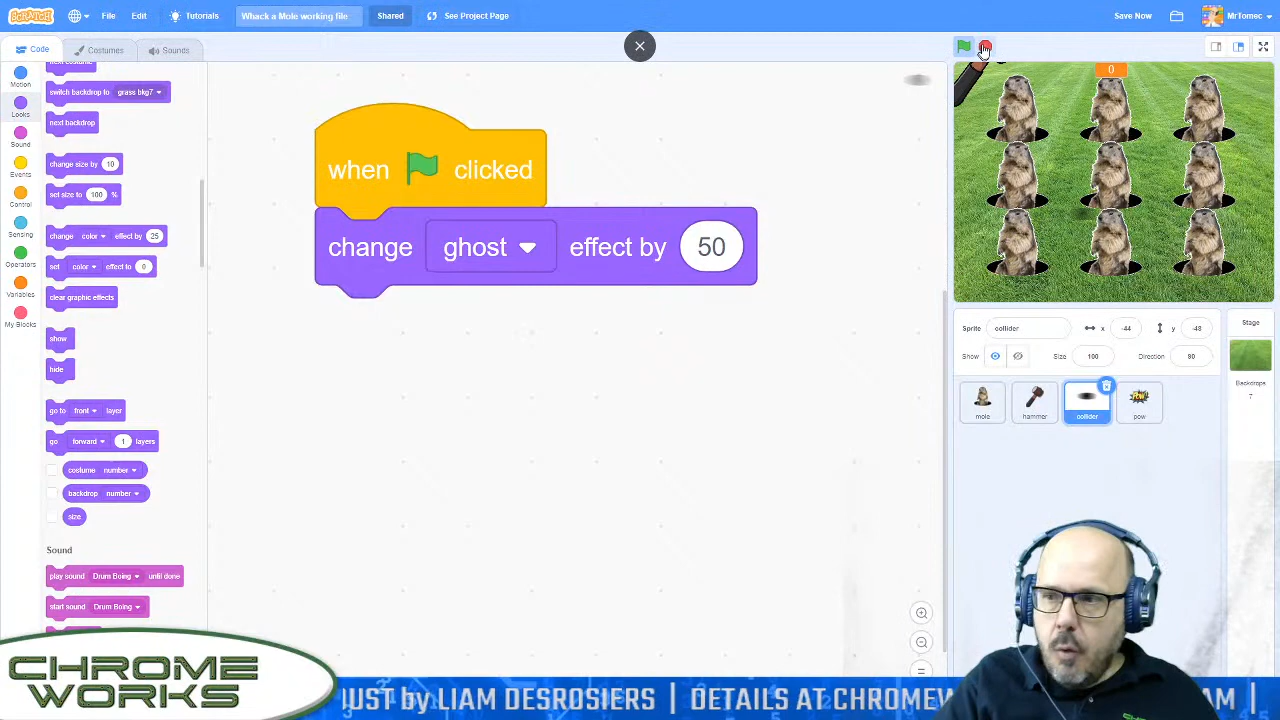 SCRATCH
File
Edit
Tutorials
Whack a Mole working file
Shared
See Project Page
Save Now
MrTomec
Code
Costumes
Sounds
Motion
Looks
Sound
Events
Control
Sensing
Operators
Variables
My Blocks
switch backdrop to grass bkg7
next backdrop
change size by 10
set size to 100 %
change color effect by 25
set color effect to 0
clear graphic effects
show
hide
go to front layer
go forward 1 layers
costume number
backdrop number
size
Sound
play sound Drum Boing until done
start sound Drum Boing
when clicked
change ghost effect by 50
0
Sprite collider x -44 y -48
Show Size 100 Direction 90
mole
hammer
collider
pow
Stage
Backdrops
7
CHROME
WORKS
JUST by LIAM DESROSIERS | DETAILS AT CHROMEW
AM |